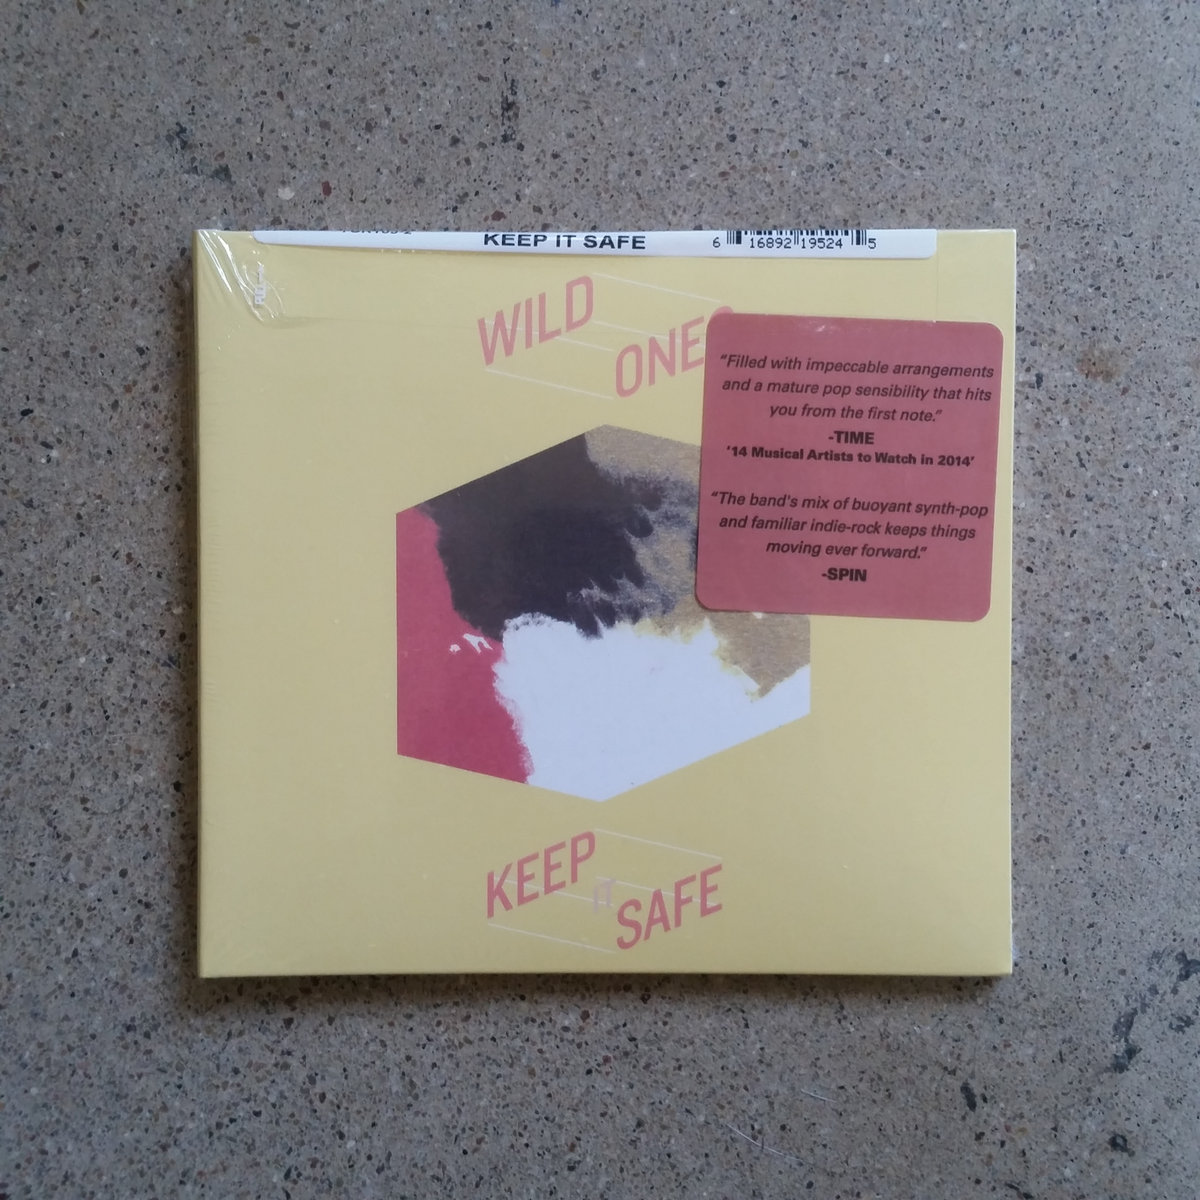 KEEP IT SAFE
6 16892 19524 5
WILD
ONES
"Filled with impeccable arrangements
and a mature pop sensibility that hits
you from the first note."
-TIME
'14 Musical Artists to Watch in 2014'
"The band's mix of buoyant synth-pop
and familiar indie-rock keeps things
moving ever forward."
-SPIN
KEEP
IT
SAFE